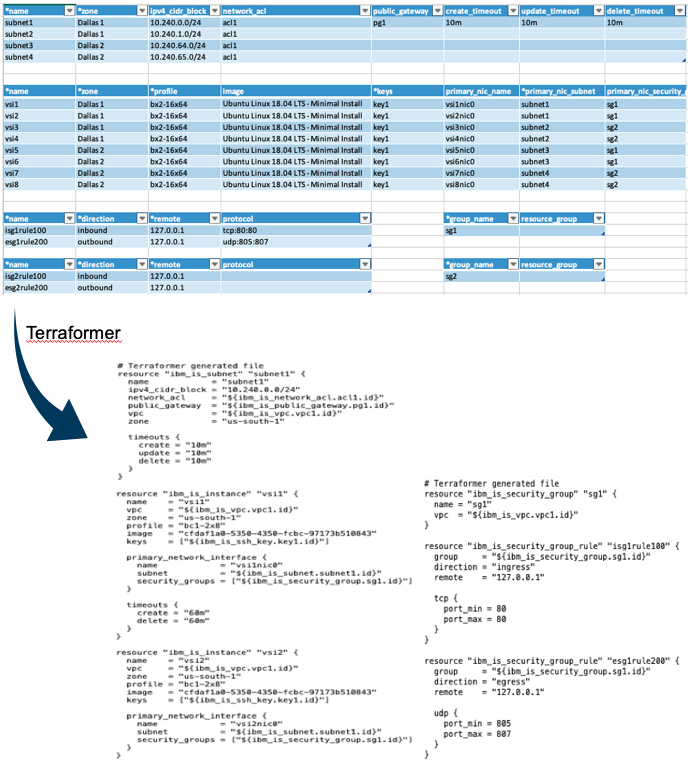 *name *zone ipv4_cidr_block network_acl public_gateway create_timeout update_timeout delete_timeout
subnet1 Dallas 1 10.240.0.0/24 acl1 pg1 10m 10m 10m
subnet2 Dallas 1 10.240.1.0/24 acl1
subnet3 Dallas 2 10.240.64.0/24 acl1
subnet4 Dallas 2 10.240.65.0/24 acl1
*name *zone *profile image *keys primary_nic_name *primary_nic_subnet primary_nic_security_
vsi1 Dallas 1 bx2-16x64 Ubuntu Linux 18.04 LTS - Minimal Install key1 vsi1nic0 subnet1 sg1
vsi2 Dallas 1 bx2-16x64 Ubuntu Linux 18.04 LTS - Minimal Install key1 vsi2nic0 subnet1 sg1
vsi3 Dallas 1 bx2-16x64 Ubuntu Linux 18.04 LTS - Minimal Install key1 vsi3nic0 subnet2 sg2
vsi4 Dallas 1 bx2-16x64 Ubuntu Linux 18.04 LTS - Minimal Install key1 vsi4nic0 subnet2 sg2
vsi5 Dallas 2 bx2-16x64 Ubuntu Linux 18.04 LTS - Minimal Install key1 vsi5nic0 subnet3 sg1
vsi6 Dallas 2 bx2-16x64 Ubuntu Linux 18.04 LTS - Minimal Install key1 vsi6nic0 subnet3 sg1
vsi7 Dallas 2 bx2-16x64 Ubuntu Linux 18.04 LTS - Minimal Install key1 vsi7nic0 subnet4 sg2
vsi8 Dallas 2 bx2-16x64 Ubuntu Linux 18.04 LTS - Minimal Install key1 vsi8nic0 subnet4 sg2
*name *direction *remote protocol *group_name resource_group
isg1rule100 inbound 127.0.0.1 tcp:80:80 sg1
esg1rule200 outbound 127.0.0.1 udp:805:807
*name *direction *remote protocol *group_name resource_group
isg2rule100 inbound 127.0.0.1 sg2
esg2rule200 outbound 127.0.0.1
Terraformer
# Terraformer generated file
resource "ibm_is_subnet" "subnet1" {
name = "subnet1"
ipv4_cidr_block = "10.240.0.0/24"
network_acl = "${ibm_is_network_acl.acl1.id}"
public_gateway = "${ibm_is_public_gateway.pg1.id}"
vpc = "${ibm_is_vpc.vpc1.id}"
zone = "us-south-1"
timeouts {
create = "10m"
update = "10m"
delete = "10m"
}
}
resource "ibm_is_instance" "vsi1" {
name = "vsi1"
vpc = "${ibm_is_vpc.vpc1.id}"
zone = "us-south-1"
profile = "bc1-2x8"
image = "cfdaf1a0-5350-4350-fcbc-97173b510843"
keys = ["${ibm_is_ssh_key.key1.id}"]
primary_network_interface {
name = "vsi1nic0"
subnet = "${ibm_is_subnet.subnet1.id}"
security_groups = ["${ibm_is_security_group.sg1.id}"]
}
timeouts {
create = "60m"
delete = "60m"
}
}
resource "ibm_is_instance" "vsi2" {
name = "vsi2"
vpc = "${ibm_is_vpc.vpc1.id}"
zone = "us-south-1"
profile = "bc1-2x8"
image = "cfdaf1a0-5350-4350-fcbc-97173b510843"
keys = ["${ibm_is_ssh_key.key1.id}"]
primary_network_interface {
name = "vsi2nic0"
subnet = "${ibm_is_subnet.subnet1.id}"
security_groups = ["${ibm_is_security_group.sg1.id}"]
}
}
# Terraformer generated file
resource "ibm_is_security_group" "sg1" {
name = "sg1"
vpc = "${ibm_is_vpc.vpc1.id}"
}
resource "ibm_is_security_group_rule" "isg1rule100" {
group = "${ibm_is_security_group.sg1.id}"
direction = "ingress"
remote = "127.0.0.1"
tcp {
port_min = 80
port_max = 80
}
}
resource "ibm_is_security_group_rule" "esg1rule200" {
group = "${ibm_is_security_group.sg1.id}"
direction = "egress"
remote = "127.0.0.1"
udp {
port_min = 805
port_max = 807
}
}